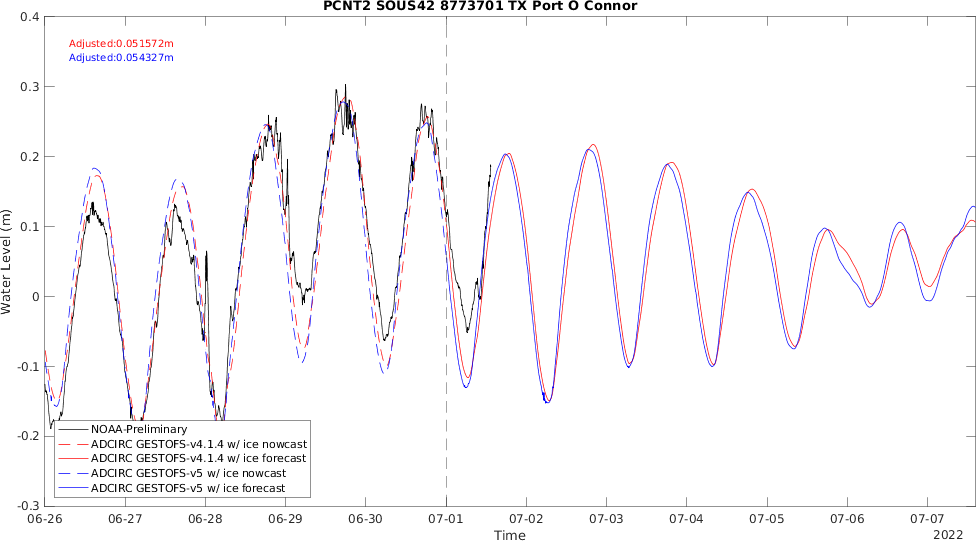 PCNT2 SOUS42 8773701 TX Port O Connor
0.4
Adjusted:0.051572m
Adjusted:0.054327m
0.3
0.2
0.1
0
-0.1
-0.2
-0.3
Water Level (m)
NOAA-Preliminary
ADCIRC GESTOFS-v4.1.4 w/ ice nowcast
ADCIRC GESTOFS-v4.1.4 w/ ice forecast
ADCIRC GESTOFS-v5 w/ ice nowcast
ADCIRC GESTOFS-v5 w/ ice forecast
06-26 06-27 06-28 06-29 06-30 07-01 07-02 07-03 07-04 07-05 07-06 07-07
Time
2022